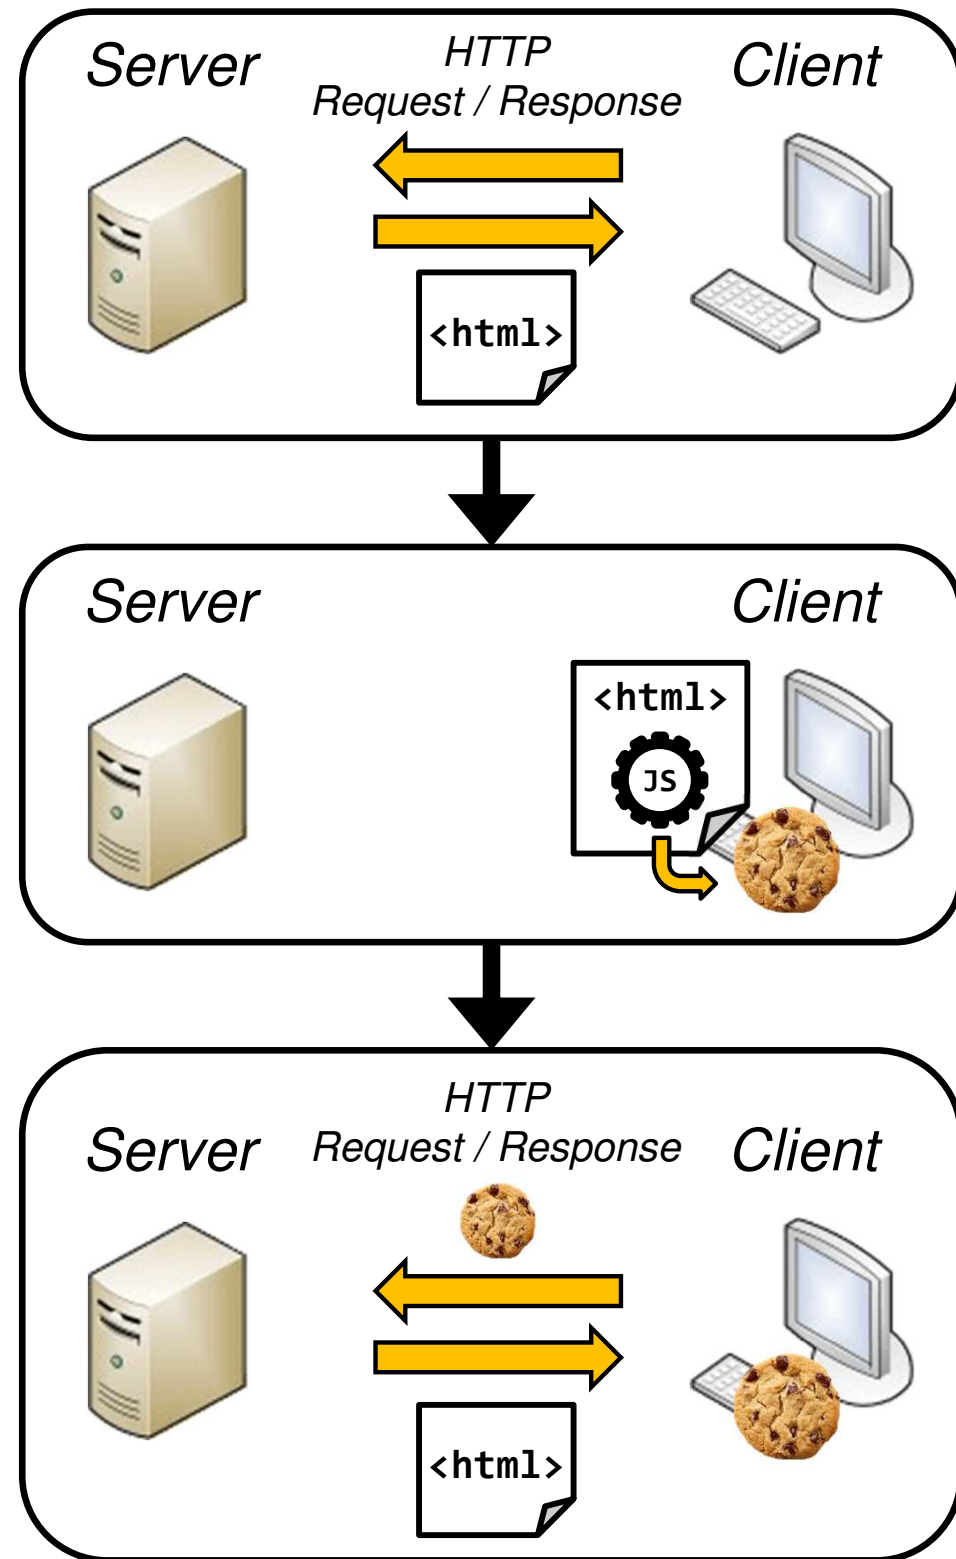 Server
HTTP
Request / Response
Client
<html>
Server
Client
<html>
JS
HTTP
Request / Response
Server
Client
<html>